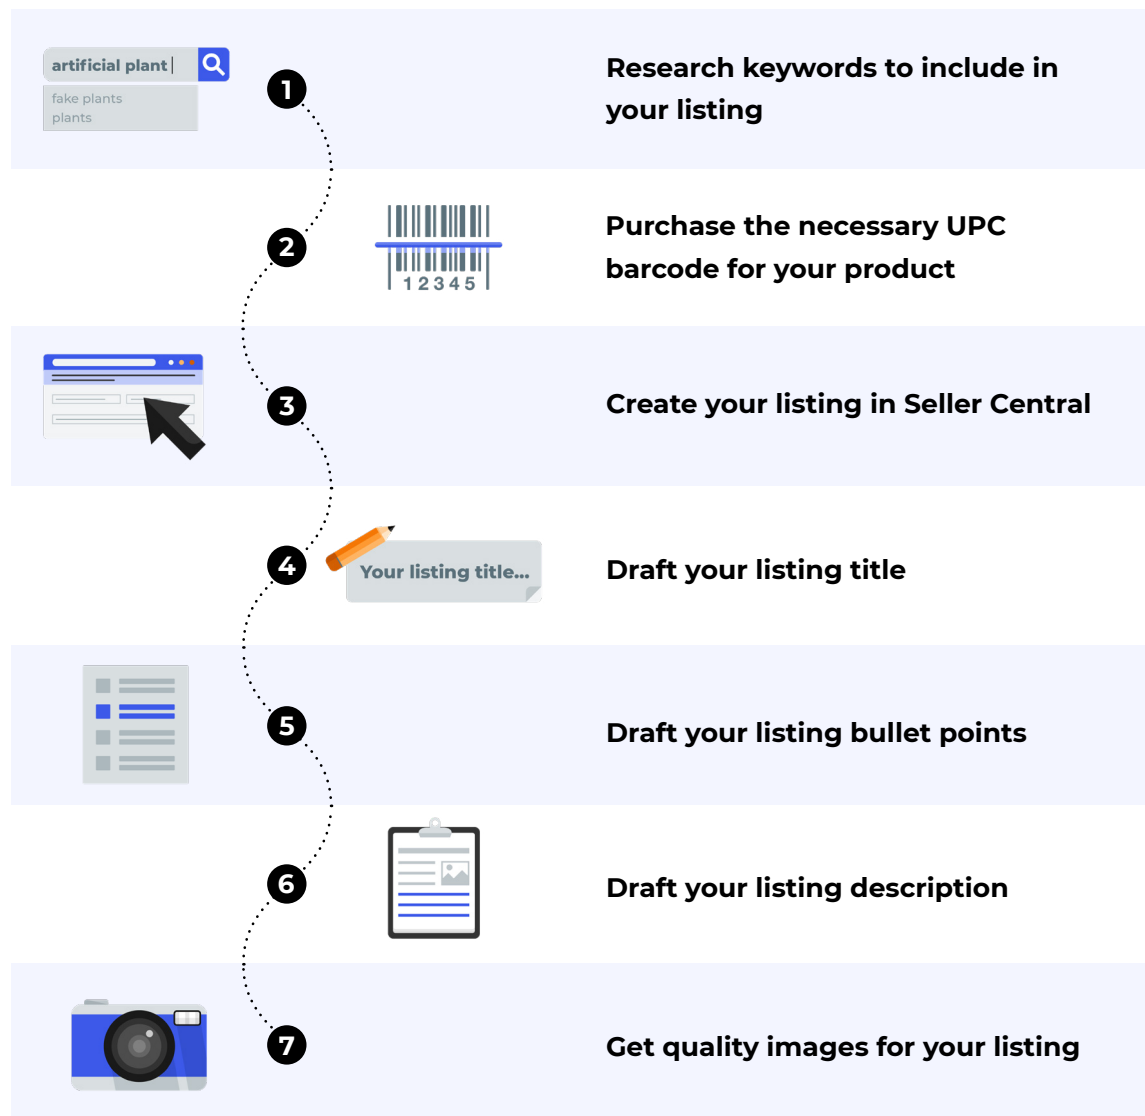 artificial plant
fake plants
plants
1
Research keywords to include in
your listing
2
12345
Purchase the necessary UPC
barcode for your product
3
Create your listing in Seller Central
4
Your listing title...
Draft your listing title
5
Draft your listing bullet points
6
Draft your listing description
7
Get quality images for your listing